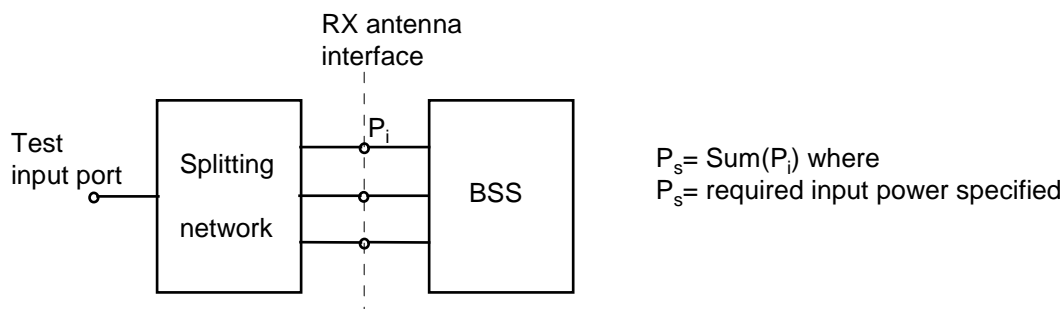 RX antenna
interface
P_i
Test
input port
Splitting
network
BSS
P_s= Sum(P_i) where
P_s= required input power specified